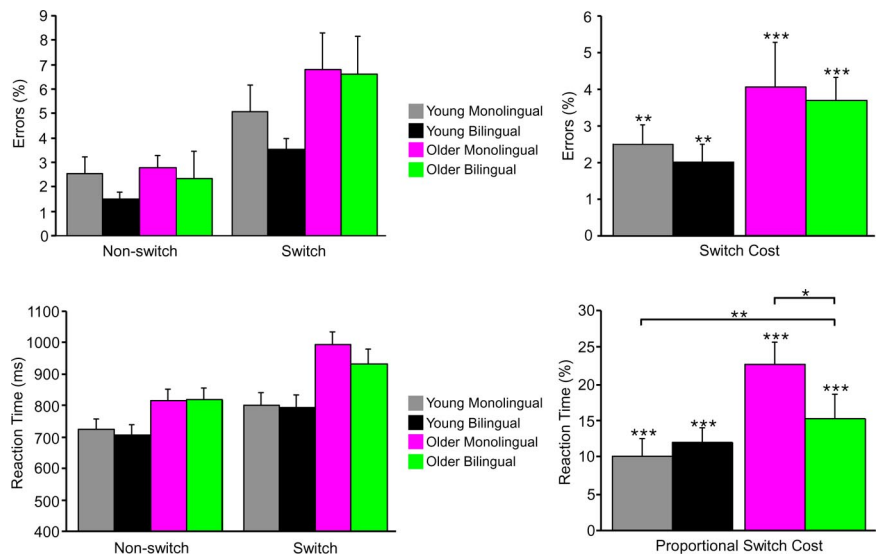 9
8
7
6
5
4
3
2
1
0
Errors (%)
Non-switch
Switch
Young Monolingual
Young Bilingual
Older Monolingual
Older Bilingual
6
5
4
3
2
1
0
Errors (%)
**
**
***
***
Switch Cost
1100
1000
900
800
700
600
500
400
Reaction Time (ms)
Non-switch
Switch
Young Monolingual
Young Bilingual
Older Monolingual
Older Bilingual
30
25
20
15
10
5
0
Reaction Time (%)
*
**
***
***
***
***
Proportional Switch Cost